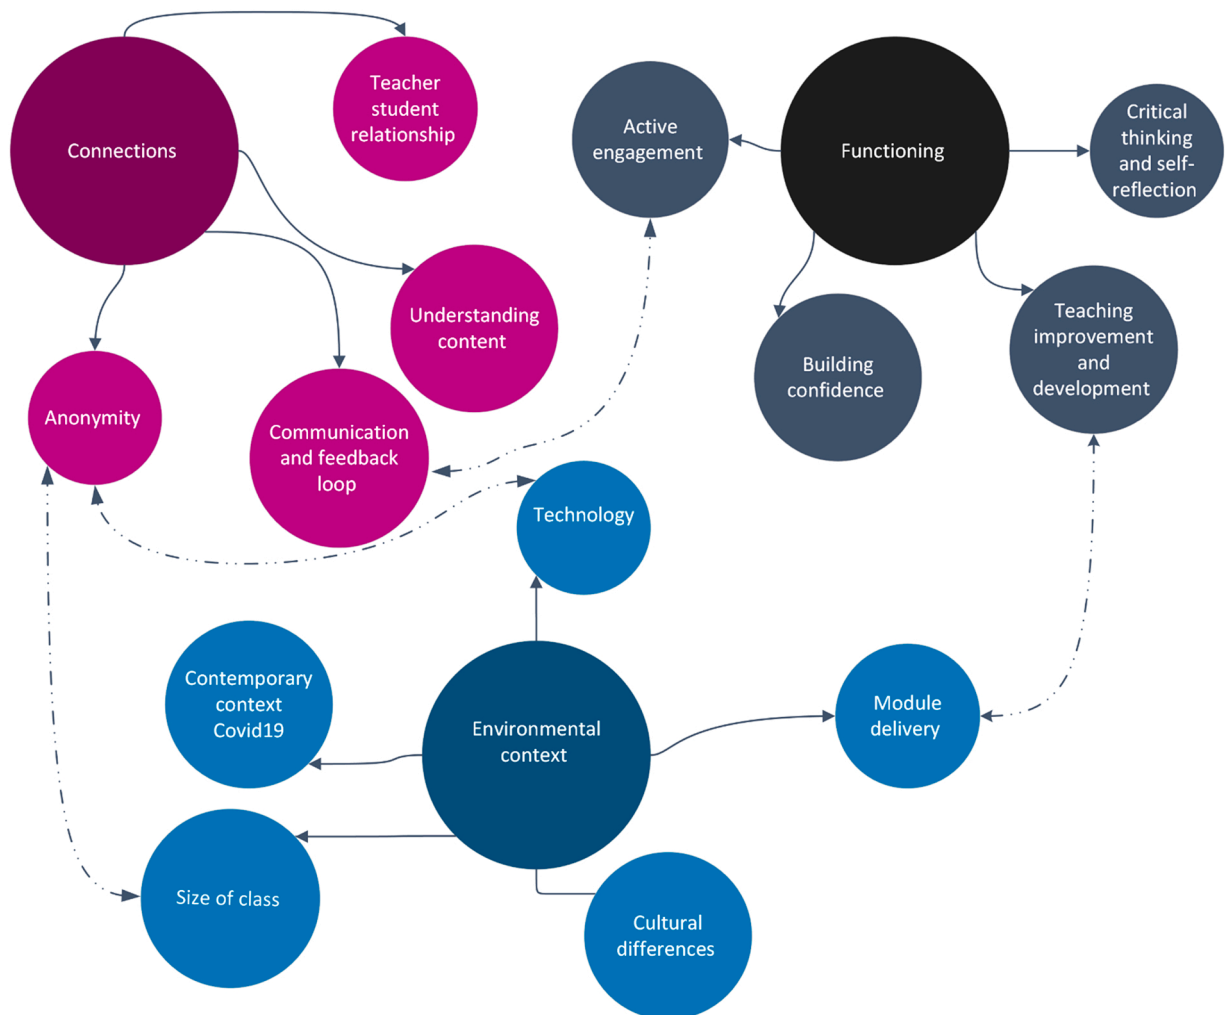 Connections
Teacher
student
relationship
Active
engagement
Functioning
Critical
thinking
and self-
reflection
Understanding
content
Anonymity
Communication
and feedback
loop
Building
confidence
Teaching
improvement
and
development
Technology
Contemporary
context
Covid19
Environmental
context
Module
delivery
Size of class
Cultural
differences